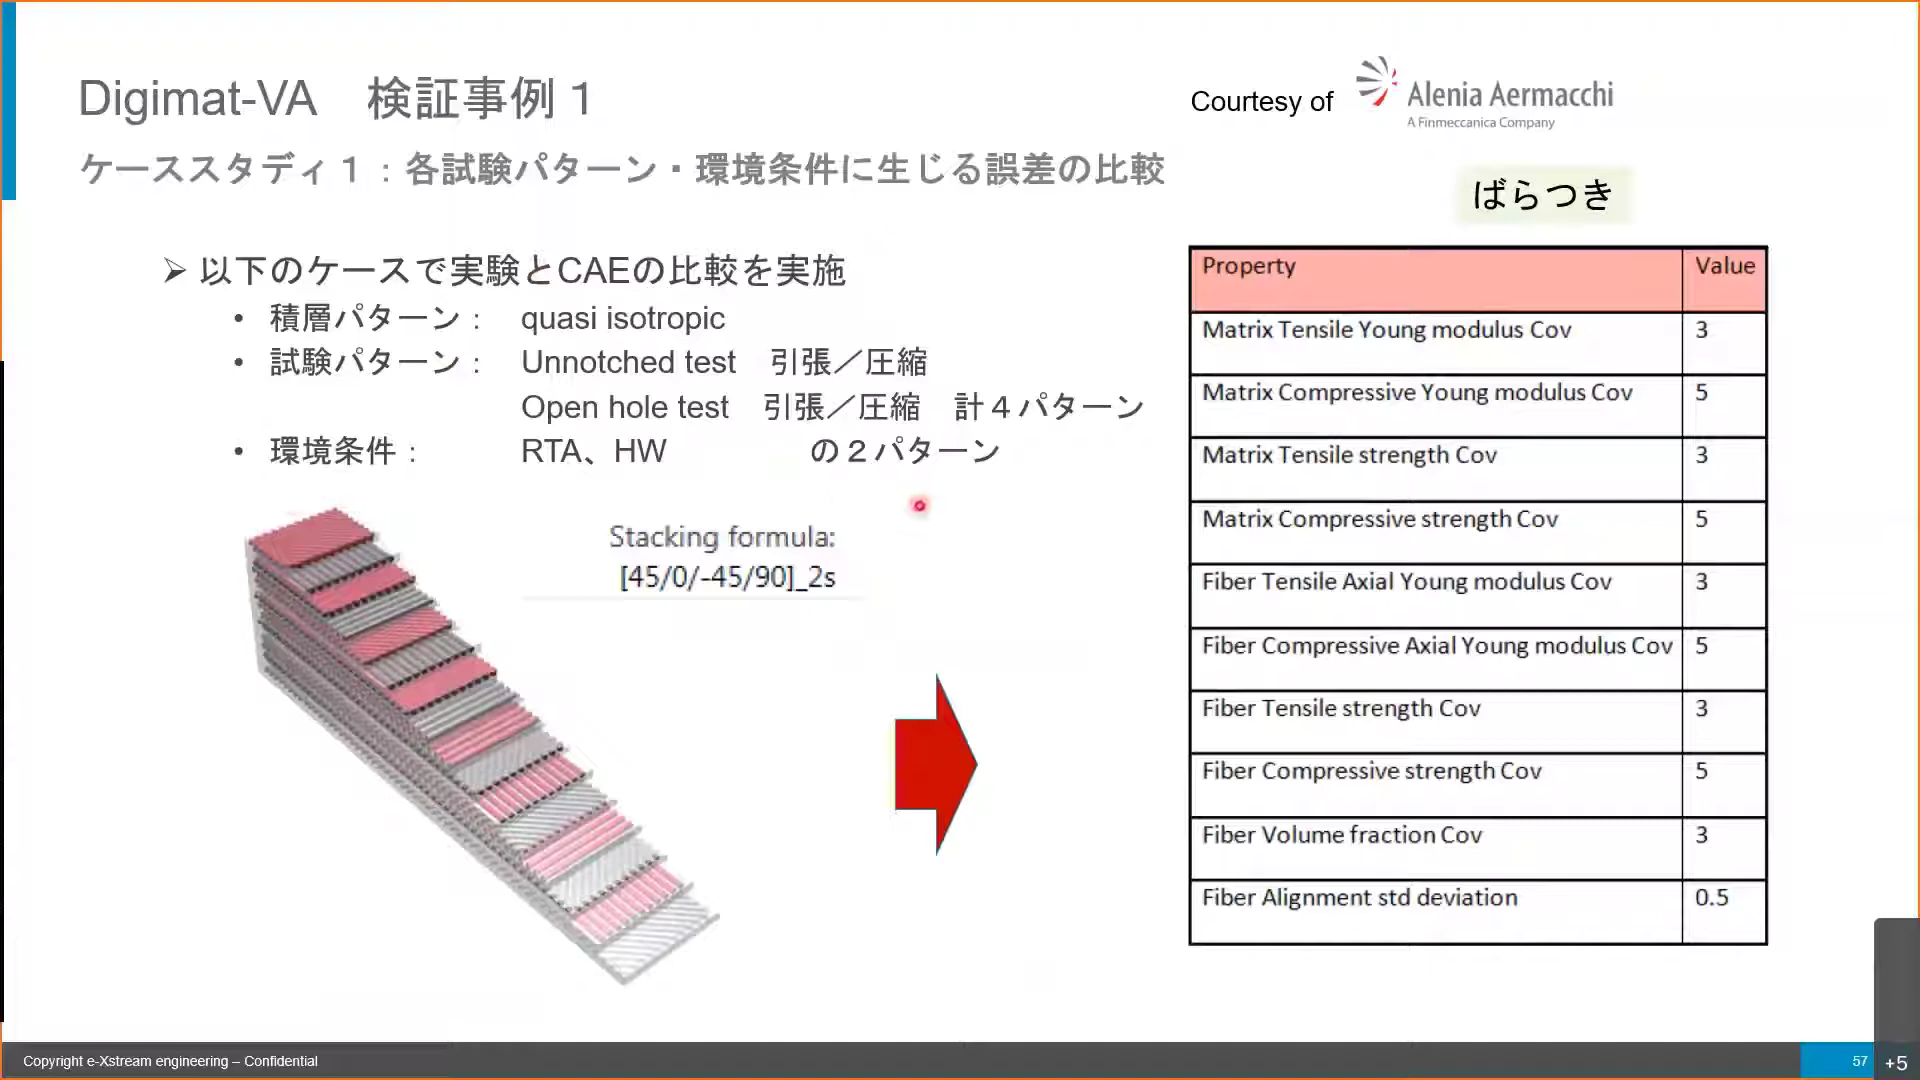 Digimat-VA　検証事例１
Courtesy of
Alenia Aermacchi
A Finmeccanica Company
ケーススタディ１：各試験パターン・環境条件に生じる誤差の比較
ばらつき
➢ 以下のケースで実験とCAEの比較を実施
• 積層パターン： quasi isotropic
• 試験パターン： Unnotched test　引張／圧縮
Open hole test　引張／圧縮　計４パターン
• 環境条件： RTA、HW　の２パターン
Stacking formula:
[45/0/-45/90]_2s
Property Value
Matrix Tensile Young modulus Cov 3
Matrix Compressive Young modulus Cov 5
Matrix Tensile strength Cov 3
Matrix Compressive strength Cov 5
Fiber Tensile Axial Young modulus Cov 3
Fiber Compressive Axial Young modulus Cov 5
Fiber Tensile strength Cov 3
Fiber Compressive strength Cov 5
Fiber Volume fraction Cov 3
Fiber Alignment std deviation 0.5
Copyright e-Xstream engineering – Confidential
57
+5